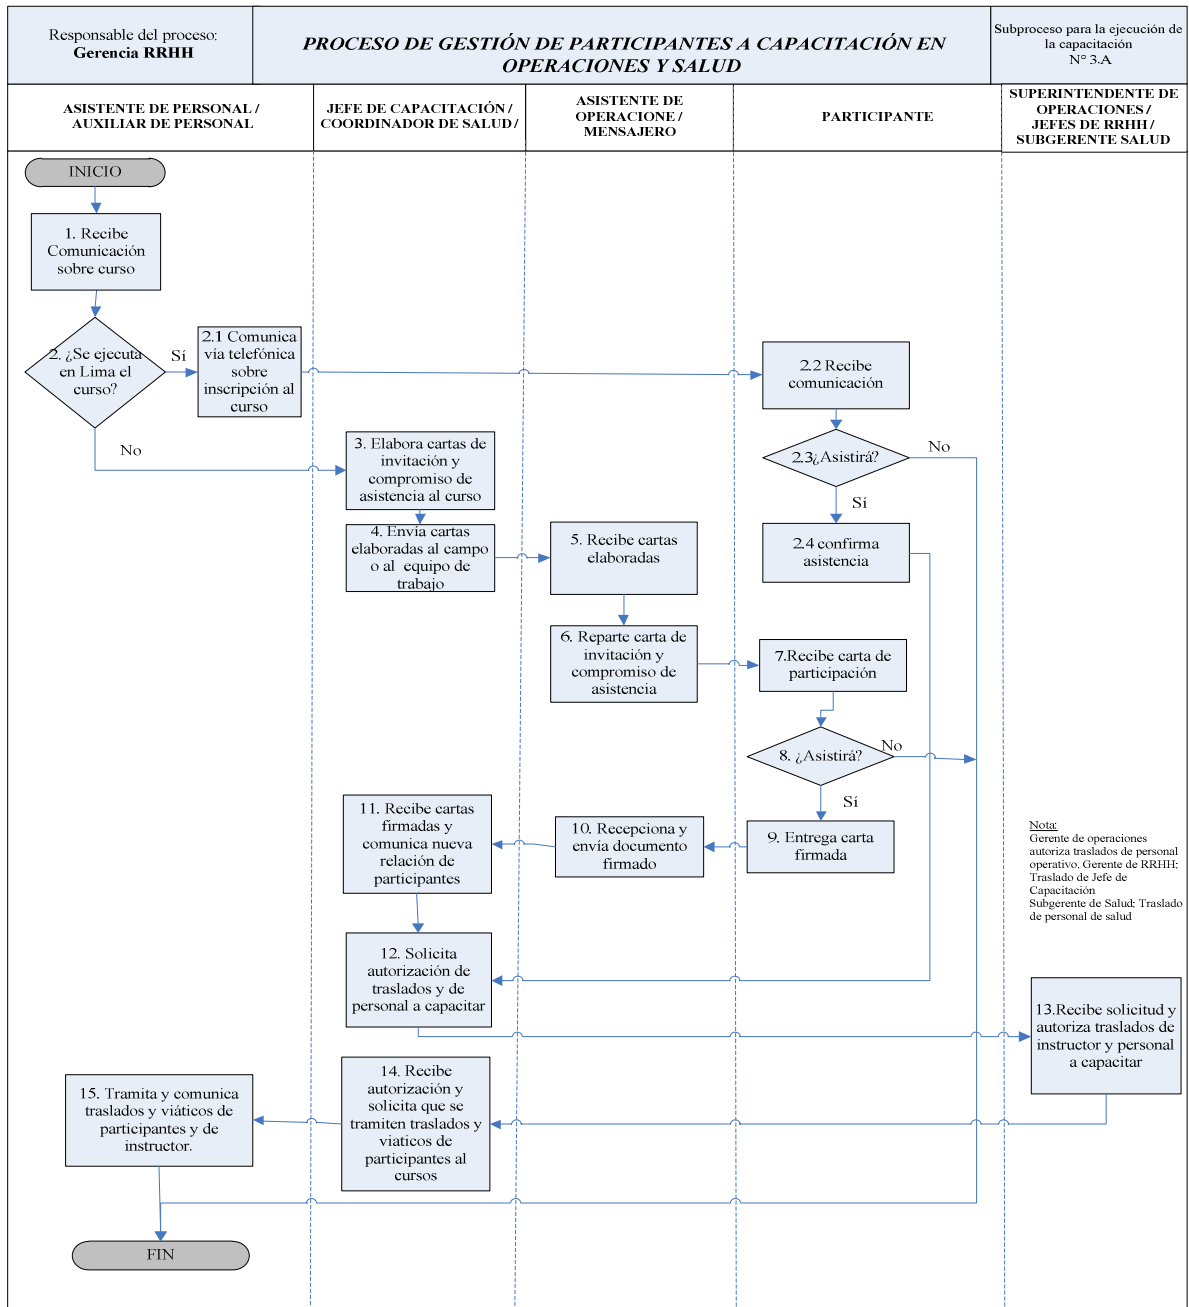 Responsable del proceso:
Gerencia RRHH
PROCESO DE GESTIÓN DE PARTICIPANTES A CAPACITACIÓN EN
OPERACIONES Y SALUD
Subproceso para la ejecución de
la capacitación
N° 3.A
ASISTENTE DE PERSONAL /
AUXILIAR DE PERSONAL
JEFE DE CAPACITACIÓN /
COORDINADOR DE SALUD /
ASISTENTE DE
OPERACIONE /
MENSAJERO
PARTICIPANTE
SUPERINTENDENTE DE
OPERACIONES /
JEFES DE RRHH /
SUBGERENTE SALUD
INICIO
1. Recibe
Comunicación
sobre curso
2. ¿Se ejecuta
en Lima el
curso?
Sí
No
2.1 Comunica
vía telefónica
sobre
inscripción al
curso
2.2 Recibe
comunicación
2.3¿Asistirá?
No
Sí
2.4 confirma
asistencia
3. Elabora cartas de
invitación y
compromiso de
asistencia al curso
4. Envía cartas
elaboradas al campo
o al equipo de
trabajo
5. Recibe cartas
elaboradas
6. Reparte carta de
invitación y
compromiso de
asistencia
7.Recibe carta de
participación
8. ¿Asistirá?
No
Sí
9. Entrega carta
firmada
10. Recepciona y
envía documento
firmado
11. Recibe cartas
firmadas y
comunica nueva
relación de
participantes
Nota:
Gerente de operaciones
autoriza traslados de personal
operativo. Gerente de RRHH:
Traslado de Jefe de
Capacitación
Subgerente de Salud: Traslado
de personal de salud
12. Solicita
autorización de
traslados y de
personal a capacitar
13.Recibe solicitud y
autoriza traslados de
instructor y personal
a capacitar
14. Recibe
autorización y
solicita que se
tramiten traslados y
viaticos de
participantes al
cursos
15. Tramita y comunica
traslados y viáticos de
participantes y de
instructor.
FIN